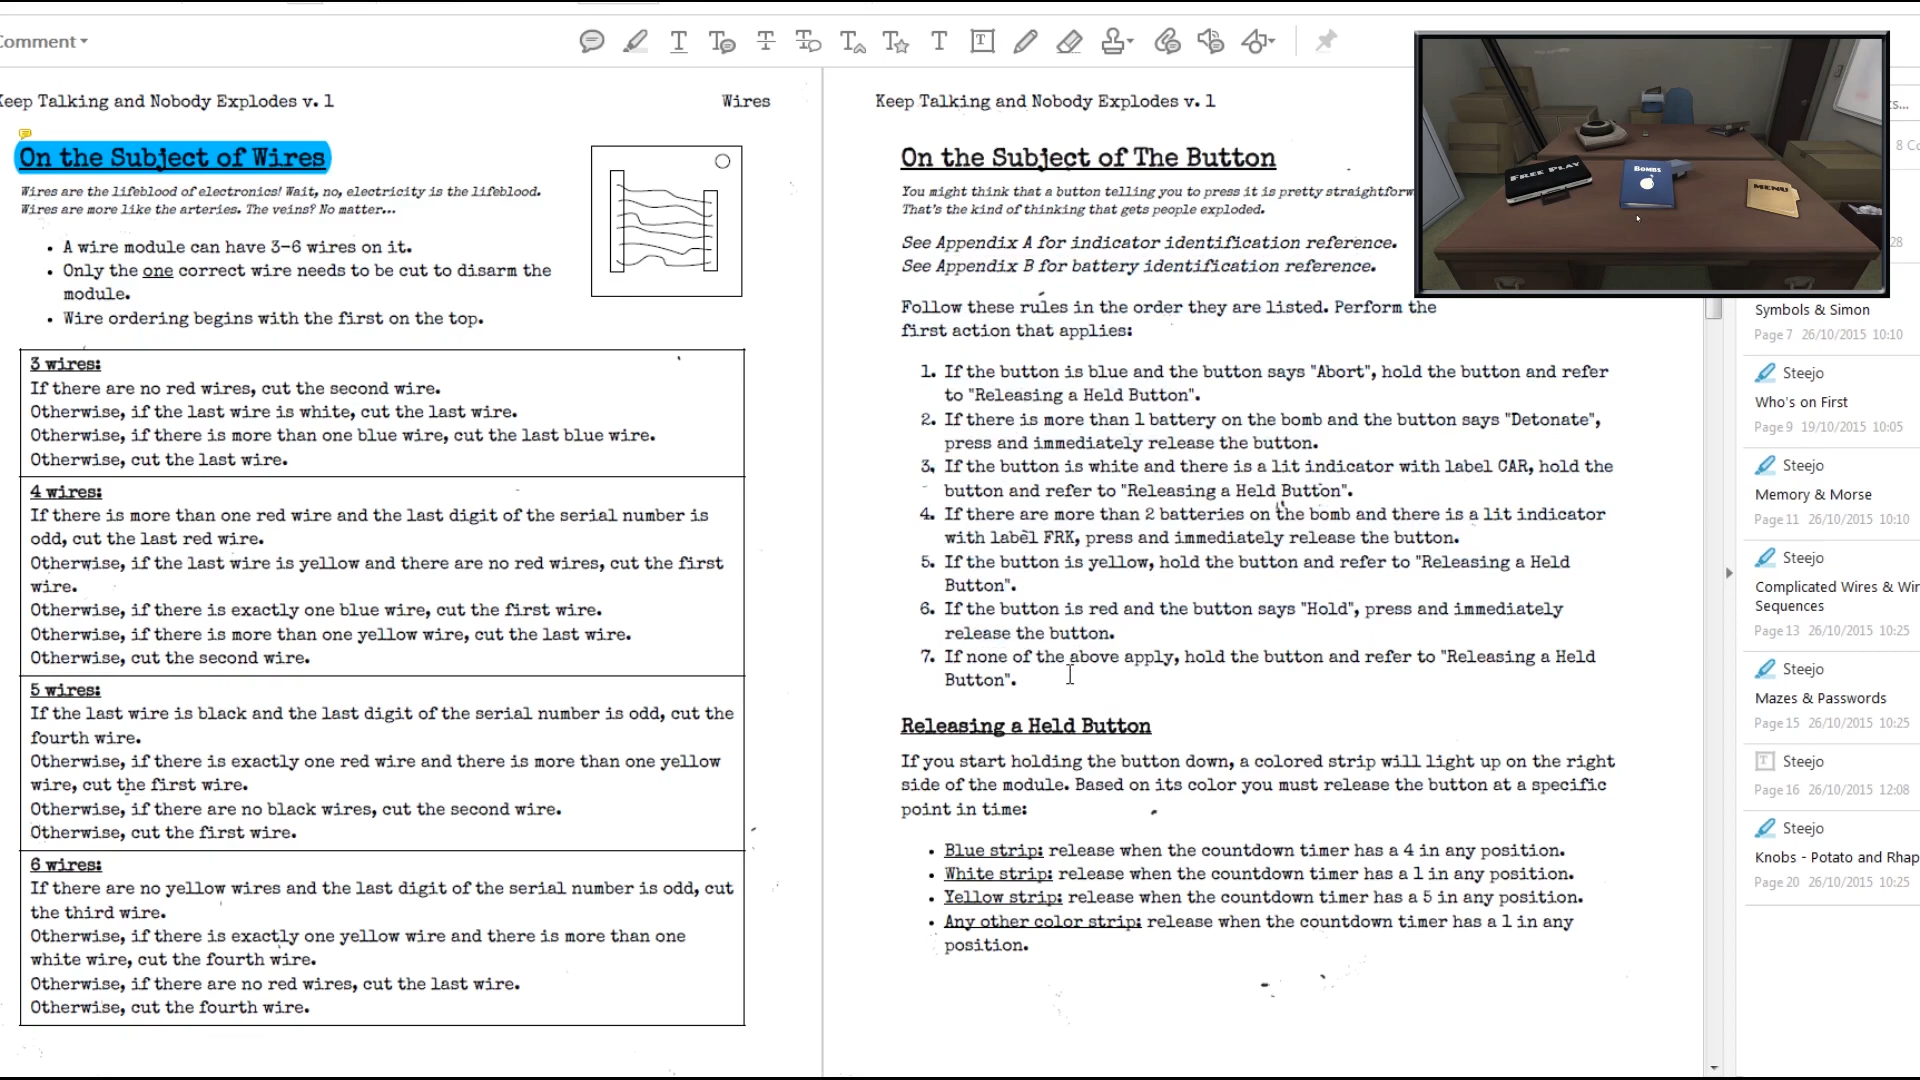 Comment
Keep Talking and Nobody Explodes v. 1
Wires
On the Subject of Wires
Wires are the lifeblood of electronics! Wait, no, electricity is the lifeblood.
Wires are more like the arteries. The veins? No matter...
• A wire module can have 3-6 wires on it.
• Only the one correct wire needs to be cut to disarm the
module.
• Wire ordering begins with the first on the top.
3 wires:
If there are no red wires, cut the second wire.
Otherwise, if the last wire is white, cut the last wire.
Otherwise, if there is more than one blue wire, cut the last blue wire.
Otherwise, cut the last wire.
4 wires:
If there is more than one red wire and the last digit of the serial number is
odd, cut the last red wire.
Otherwise, if the last wire is yellow and there are no red wires, cut the first
wire.
Otherwise, if there is exactly one blue wire, cut the first wire.
Otherwise, if there is more than one yellow wire, cut the last wire.
Otherwise, cut the second wire.
5 wires:
If the last wire is black and the last digit of the serial number is odd, cut the
fourth wire.
Otherwise, if there is exactly one red wire and there is more than one yellow
wire, cut the first wire.
Otherwise, if there are no black wires, cut the second wire.
Otherwise, cut the first wire.
6 wires:
If there are no yellow wires and the last digit of the serial number is odd, cut
the third wire.
Otherwise, if there is exactly one yellow wire and there is more than one
white wire, cut the fourth wire.
Otherwise, if there are no red wires, cut the last wire.
Otherwise, cut the fourth wire.
Keep Talking and Nobody Explodes v. 1
On the Subject of The Button
You might think that a button telling you to press it is pretty straightforw
That's the kind of thinking that gets people exploded.
See Appendix A for indicator identification reference.
See Appendix B for battery identification reference.
Follow these rules in the order they are listed. Perform the
first action that applies:
1. If the button is blue and the button says "Abort", hold the button and refer
to "Releasing a Held Button".
2. If there is more than 1 battery on the bomb and the button says "Detonate",
press and immediately release the button.
3. If the button is white and there is a lit indicator with label CAR, hold the
button and refer to "Releasing a Held Button".
4. If there are more than 2 batteries on the bomb and there is a lit indicator
with label FRK, press and immediately release the button.
5. If the button is yellow, hold the button and refer to "Releasing a Held
Button".
6. If the button is red and the button says "Hold", press and immediately
release the button.
7. If none of the above apply, hold the button and refer to "Releasing a Held
Button".
Releasing a Held Button
If you start holding the button down, a colored strip will light up on the right
side of the module. Based on its color you must release the button at a specific
point in time:
• Blue strip: release when the countdown timer has a 4 in any position.
• White strip: release when the countdown timer has a 1 in any position.
• Yellow strip: release when the countdown timer has a 5 in any position.
• Any other color strip: release when the countdown timer has a 1 in any
position.
FREE PLAY
BOMBS
MENU
ts...
8 Co
28
Symbols & Simon
Page 7 26/10/2015 10:10
Steejo
Who's on First
Page 9 19/10/2015 10:05
Steejo
Memory & Morse
Page 11 26/10/2015 10:10
Steejo
Complicated Wires & Wir
Sequences
Page 13 26/10/2015 10:25
Steejo
Mazes & Passwords
Page 15 26/10/2015 10:25
Steejo
Page 16 26/10/2015 12:08
Steejo
Knobs - Potato and Rhap
Page 20 26/10/2015 10:25